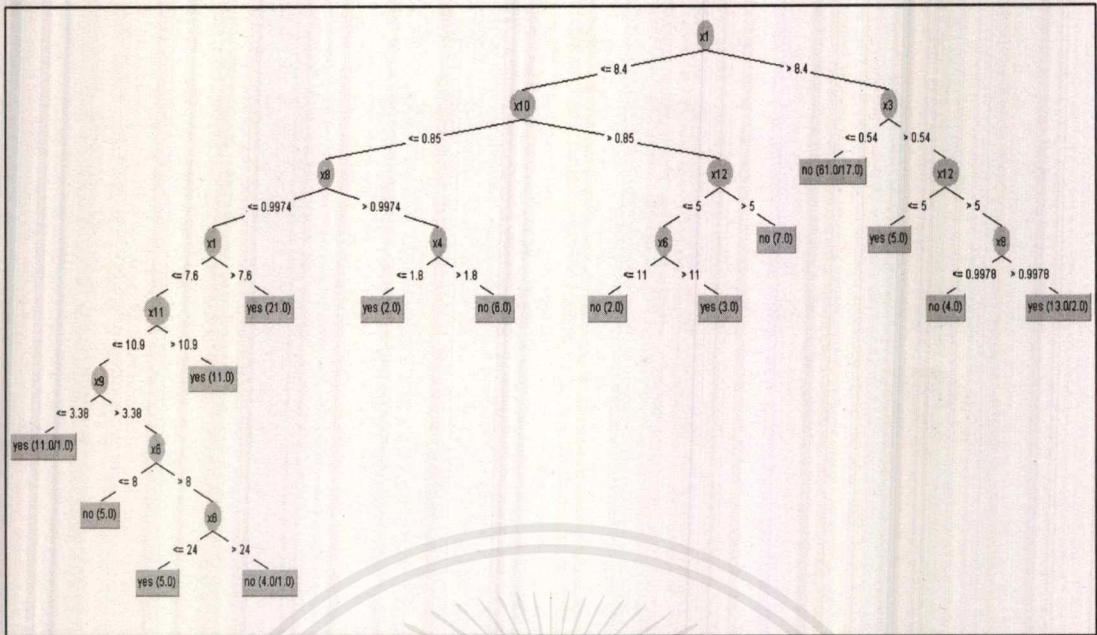 x1
<= 8.4 > 8.4
x10 x3
<= 0.85 > 0.85 <= 0.54 > 0.54
x8 x12 no (61.0/17.0) x12
<= 0.9974 > 0.9974 <= 5 > 5 <= 5 > 5
x1 x4 x6 no (7.0) yes (5.0) x8
<= 7.6 > 7.6 <= 1.8 > 1.8 <= 11 > 11 <= 0.9978 > 0.9978
x11 yes (21.0) yes (2.0) no (6.0) no (2.0) yes (3.0) no (4.0) yes (13.0/2.0)
<= 10.9 > 10.9
x9 yes (11.0)
<= 3.38 > 3.38
yes (11.0/1.0) x6
<= 8 > 8
no (5.0) x6
<= 24 > 24
yes (5.0) no (4.0/1.0)